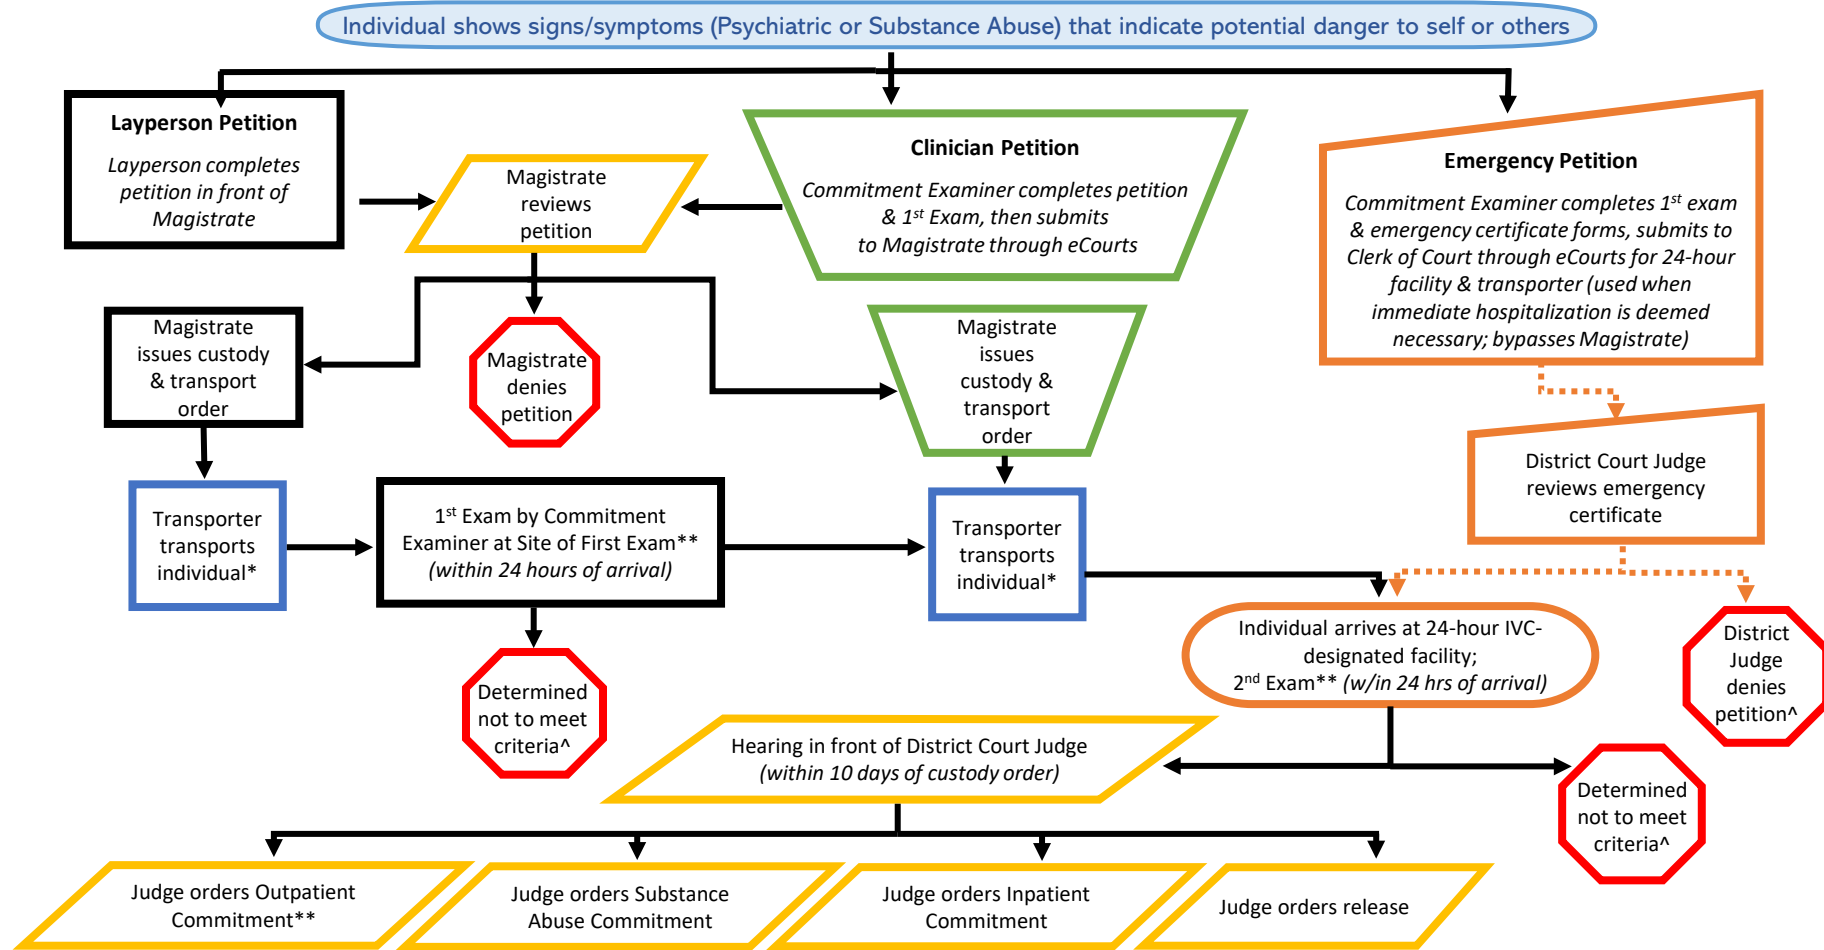 Individual shows signs/symptoms (Psychiatric or Substance Abuse) that indicate potential danger to self or others
Layperson Petition
Layperson completes
petition in front of
Magistrate
Magistrate
reviews
petition
Clinician Petition
Commitment Examiner completes petition
& 1st Exam, then submits
to Magistrate through eCourts
Emergency Petition
Commitment Examiner completes 1st exam
& emergency certificate forms, submits to
Clerk of Court through eCourts for 24-hour
facility & transporter (used when
immediate hospitalization is deemed
necessary; bypasses Magistrate)
Magistrate
issues custody
& transport
order
Magistrate
denies
petition
Magistrate
issues
custody &
transport
order
District Court Judge
reviews emergency
certificate
Transporter
transports
individual*
1st Exam by Commitment
Examiner at Site of First Exam**
(within 24 hours of arrival)
Transporter
transports
individual*
Individual arrives at 24-hour IVC-
designated facility;
2nd Exam** (w/in 24 hrs of arrival)
District
Judge
denies
petition^
Determined
not to meet
criteria^
Hearing in front of District Court Judge
(within 10 days of custody order)
Determined
not to meet
criteria^
Judge orders Outpatient
Commitment**
Judge orders Substance
Abuse Commitment
Judge orders Inpatient
Commitment
Judge orders release